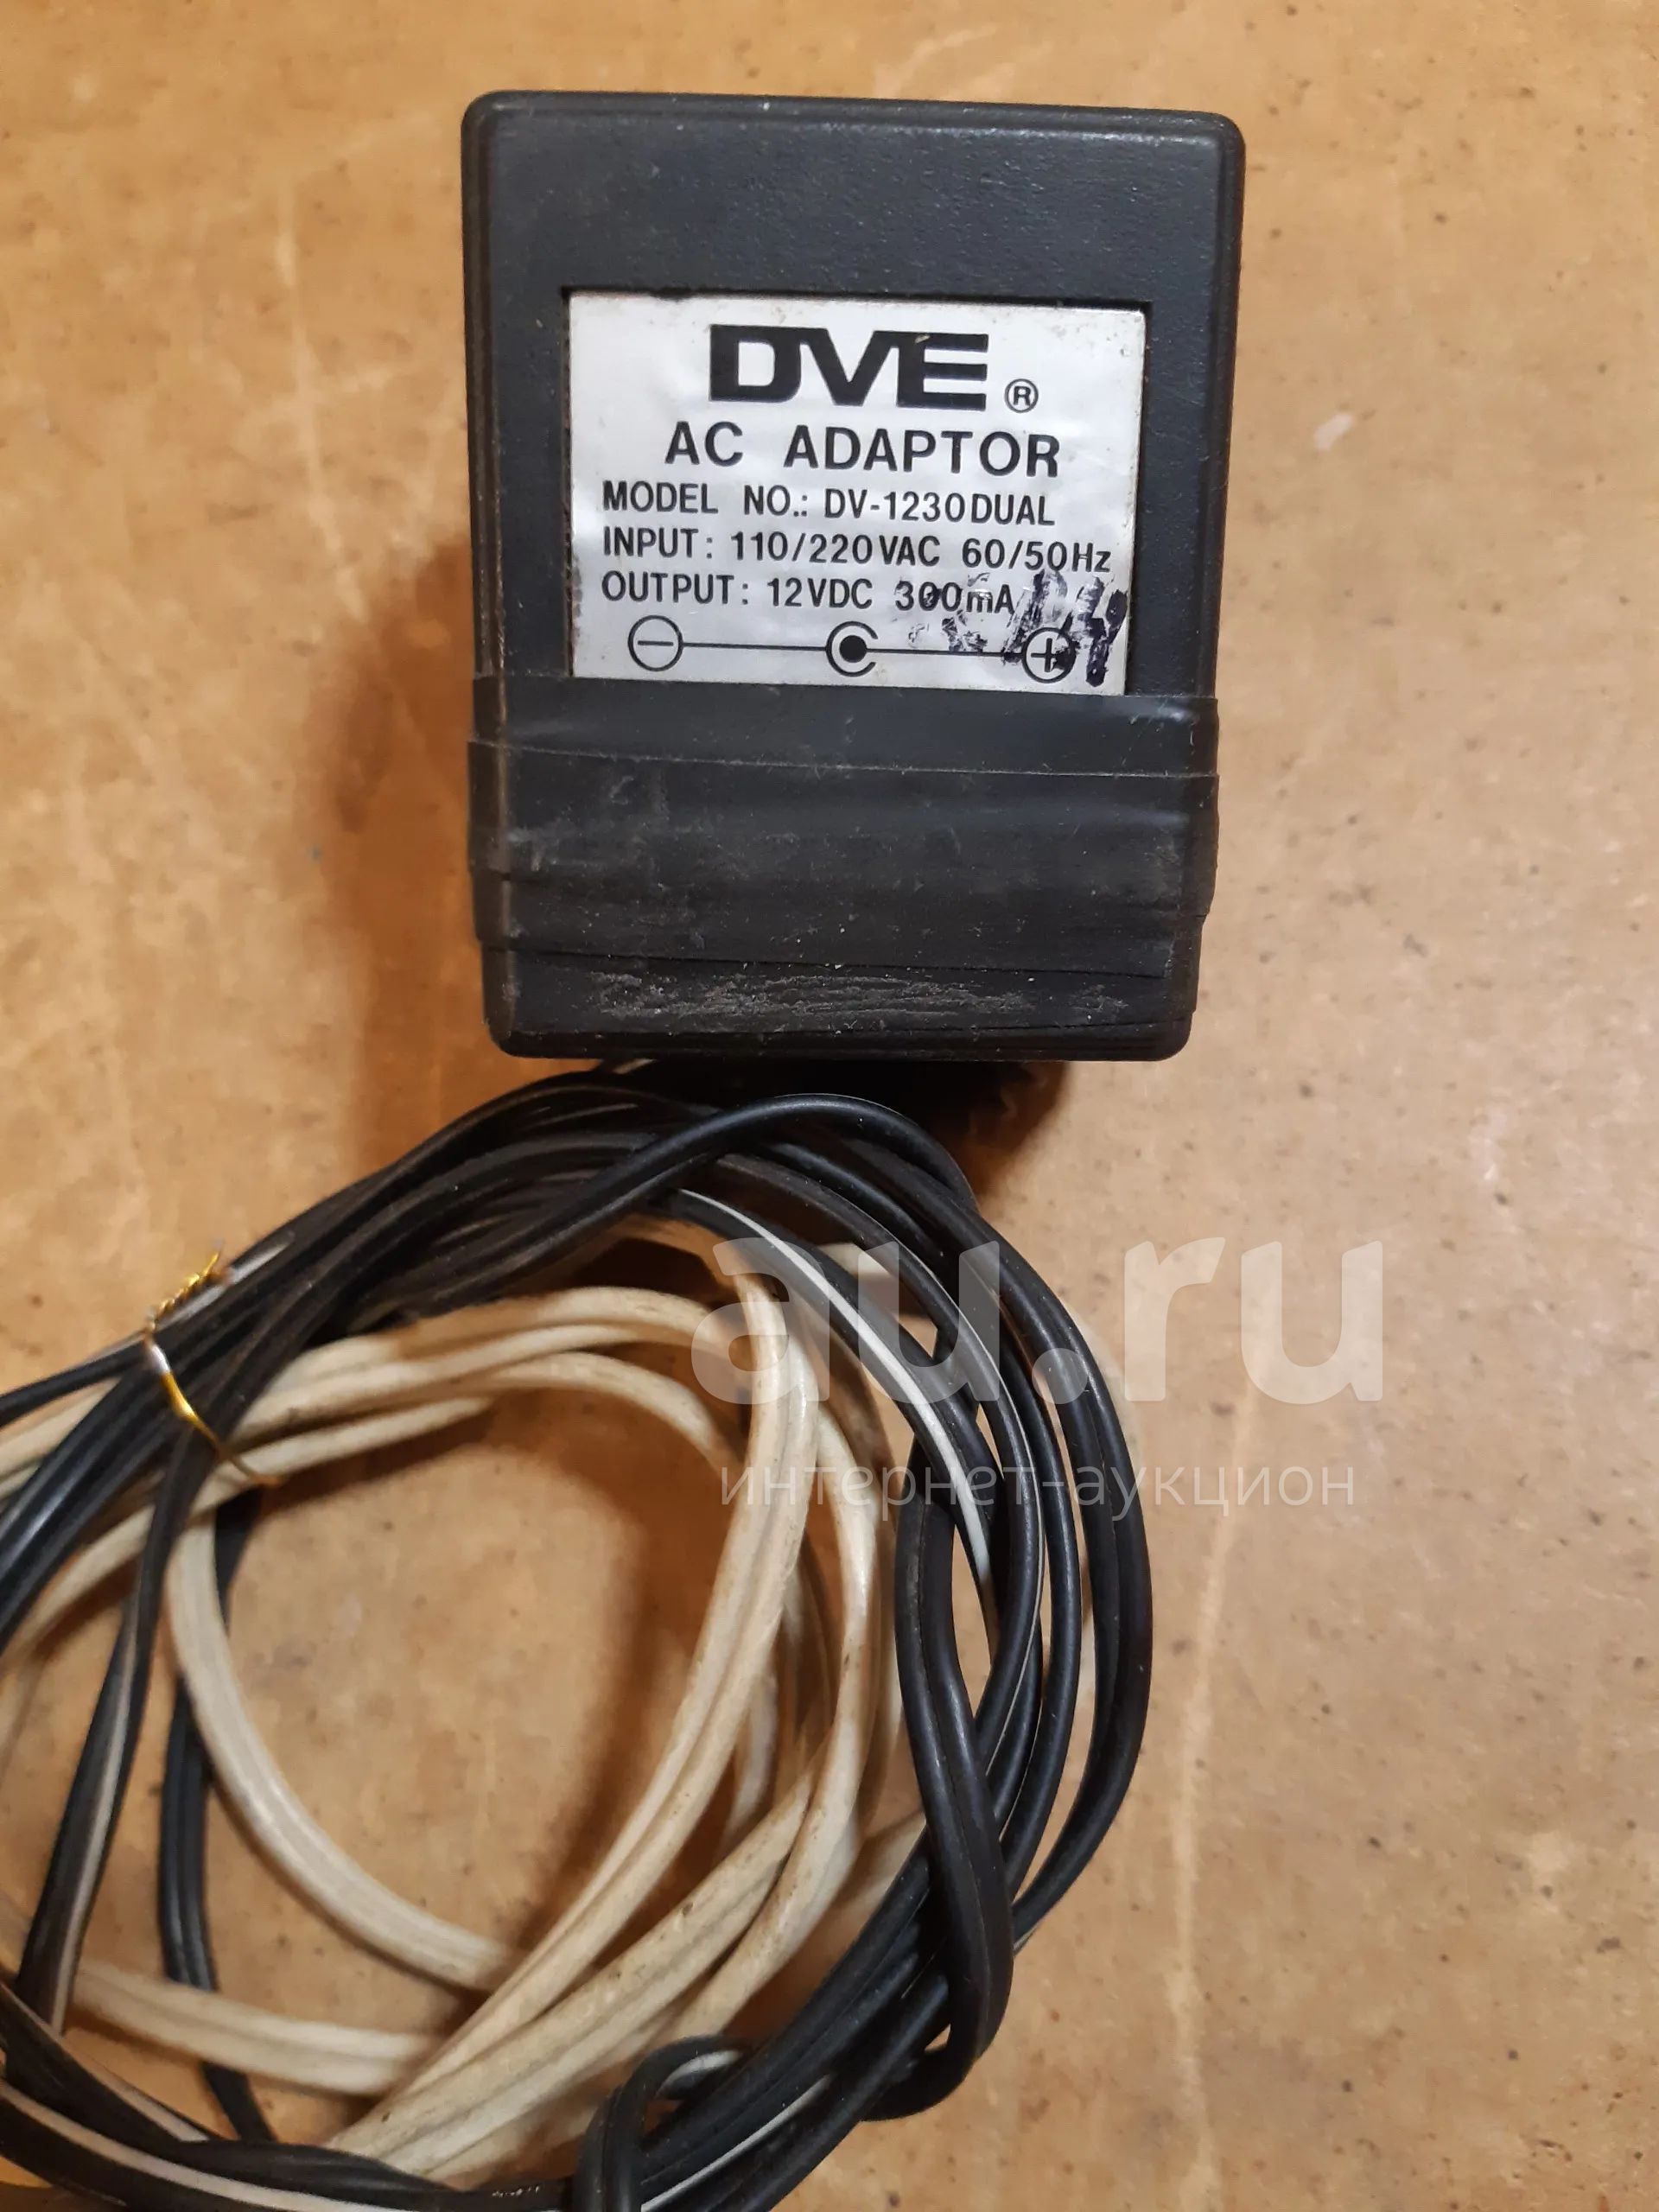 DVE ®
AC ADAPTOR
MODEL NO.: DV-1230DUAL
INPUT: 110/220VAC 60/50Hz
OUTPUT: 12VDC 300mA
au.ru
интернет-аукцион